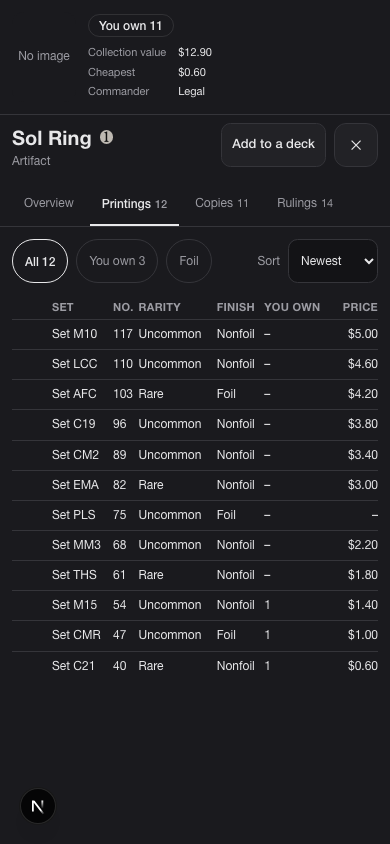 You own 11
No image
Collection value $12.90
Cheapest $0.60
Commander Legal
Sol Ring 1
Artifact
Add to a deck ×
Overview Printings 12 Copies 11 Rulings 14
All 12 You own 3 Foil Sort Newest
SET NO. RARITY FINISH YOU OWN PRICE
Set M10 117 Uncommon Nonfoil – $5.00
Set LCC 110 Uncommon Nonfoil – $4.60
Set AFC 103 Rare Foil – $4.20
Set C19 96 Uncommon Nonfoil – $3.80
Set CM2 89 Uncommon Nonfoil – $3.40
Set EMA 82 Rare Nonfoil – $3.00
Set PLS 75 Uncommon Foil – –
Set MM3 68 Uncommon Nonfoil – $2.20
Set THS 61 Rare Nonfoil – $1.80
Set M15 54 Uncommon Nonfoil 1 $1.40
Set CMR 47 Uncommon Foil 1 $1.00
Set C21 40 Rare Nonfoil 1 $0.60
N